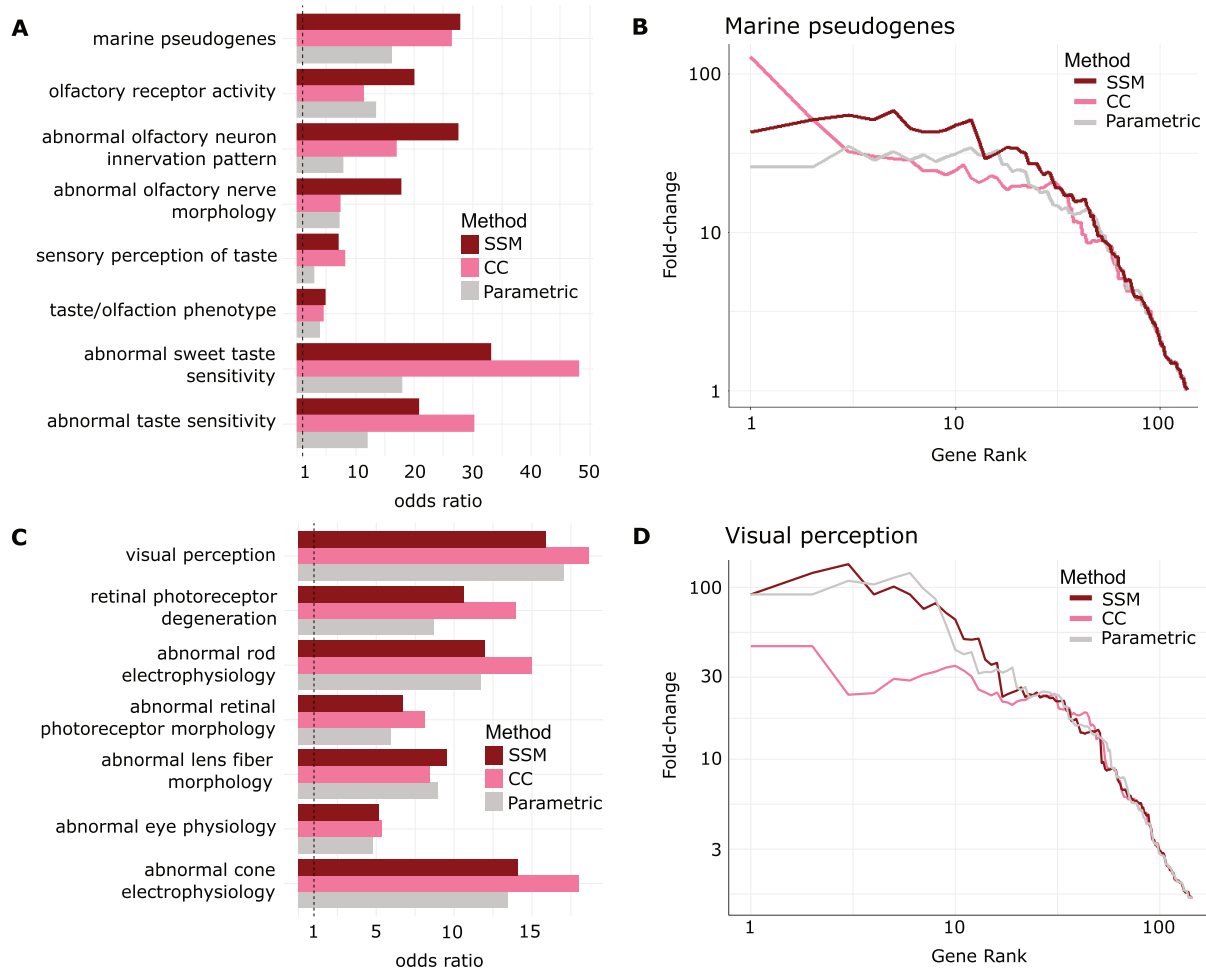 A
marine pseudogenes
olfactory receptor activity
abnormal olfactory neuron
innervation pattern
abnormal olfactory nerve
morphology
sensory perception of taste
taste/olfaction phenotype
abnormal sweet taste
sensitivity
abnormal taste sensitivity
Method
SSM
CC
Parametric
1 10 20 30 40 50
odds ratio
B
Marine pseudogenes
Method
SSM
CC
Parametric
Fold-change
100
10
1
1 10 100
Gene Rank
C
visual perception
retinal photoreceptor
degeneration
abnormal rod
electrophysiology
abnormal retinal
photoreceptor morphology
abnormal lens fiber
morphology
abnormal eye physiology
abnormal cone
electrophysiology
Method
SSM
CC
Parametric
1 5 10 15
odds ratio
D
Visual perception
Method
SSM
CC
Parametric
Fold-change
100
30
10
3
1 10 100
Gene Rank